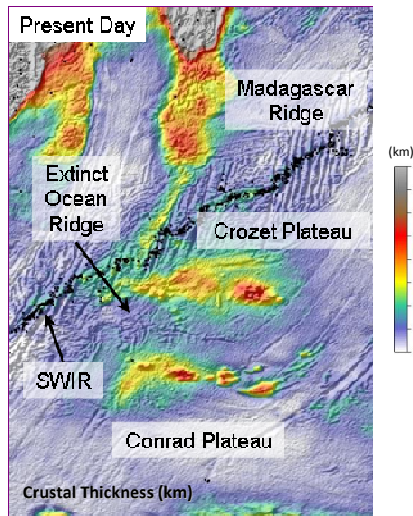 Present Day
Madagascar
Ridge
(km)
Extinct
Ocean
Ridge
Crozet Plateau
SWIR
Conrad Plateau
Crustal Thickness (km)